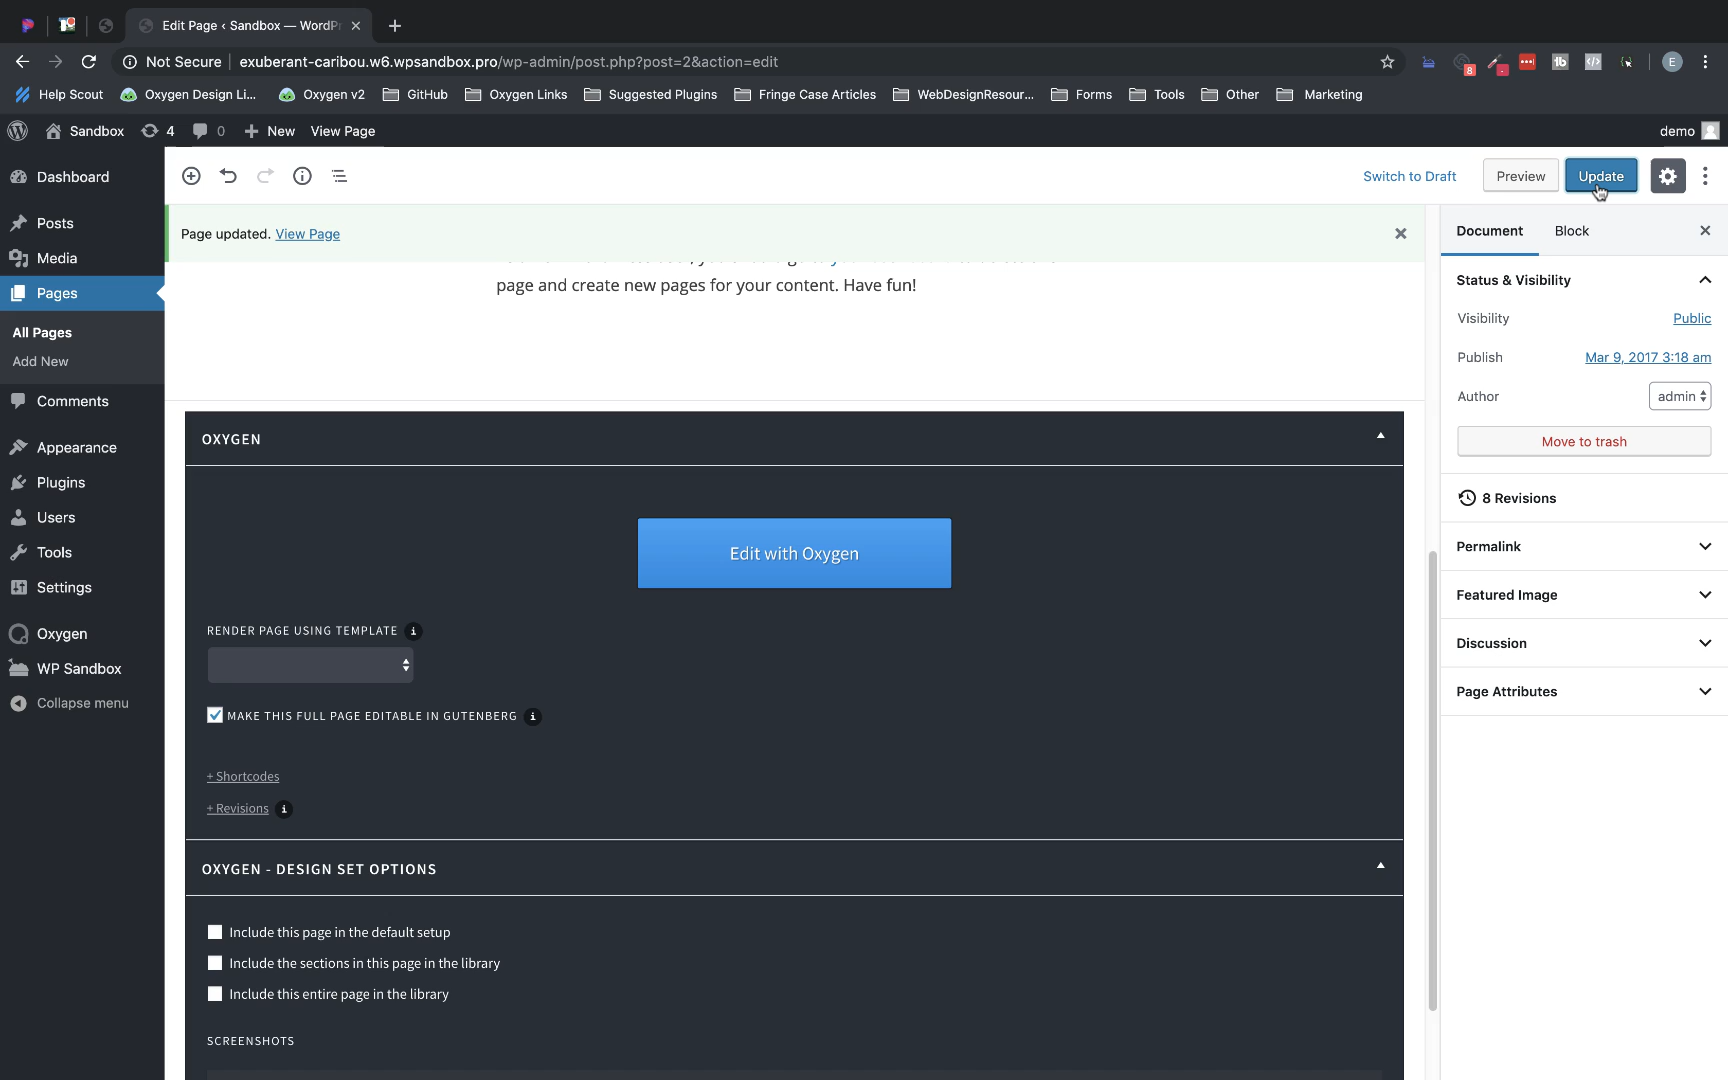 Edit Page ‹ Sandbox — WordPr
Not Secure exuberant-caribou.w6.wpsandbox.pro/wp-admin/post.php?post=2&action=edit
8
E
Help Scout Oxygen Design Li... Oxygen v2 GitHub Oxygen Links Suggested Plugins Fringe Case Articles WebDesignResour... Forms Tools Other Marketing
Sandbox 4 0 New View Page demo
Dashboard
Posts
Media
Pages
All Pages
Add New
Comments
Appearance
Plugins
Users
Tools
Settings
Oxygen
WP Sandbox
Collapse menu
Switch to Draft Preview Update
Page updated. View Page
page and create new pages for your content. Have fun!
OXYGEN
Edit with Oxygen
RENDER PAGE USING TEMPLATE i
MAKE THIS FULL PAGE EDITABLE IN GUTENBERG i
+ Shortcodes
+ Revisions i
OXYGEN - DESIGN SET OPTIONS
Include this page in the default setup
Include the sections in this page in the library
Include this entire page in the library
SCREENSHOTS
Document Block
Status & Visibility
Visibility Public
Publish Mar 9, 2017 3:18 am
Author admin
Move to trash
8 Revisions
Permalink
Featured Image
Discussion
Page Attributes